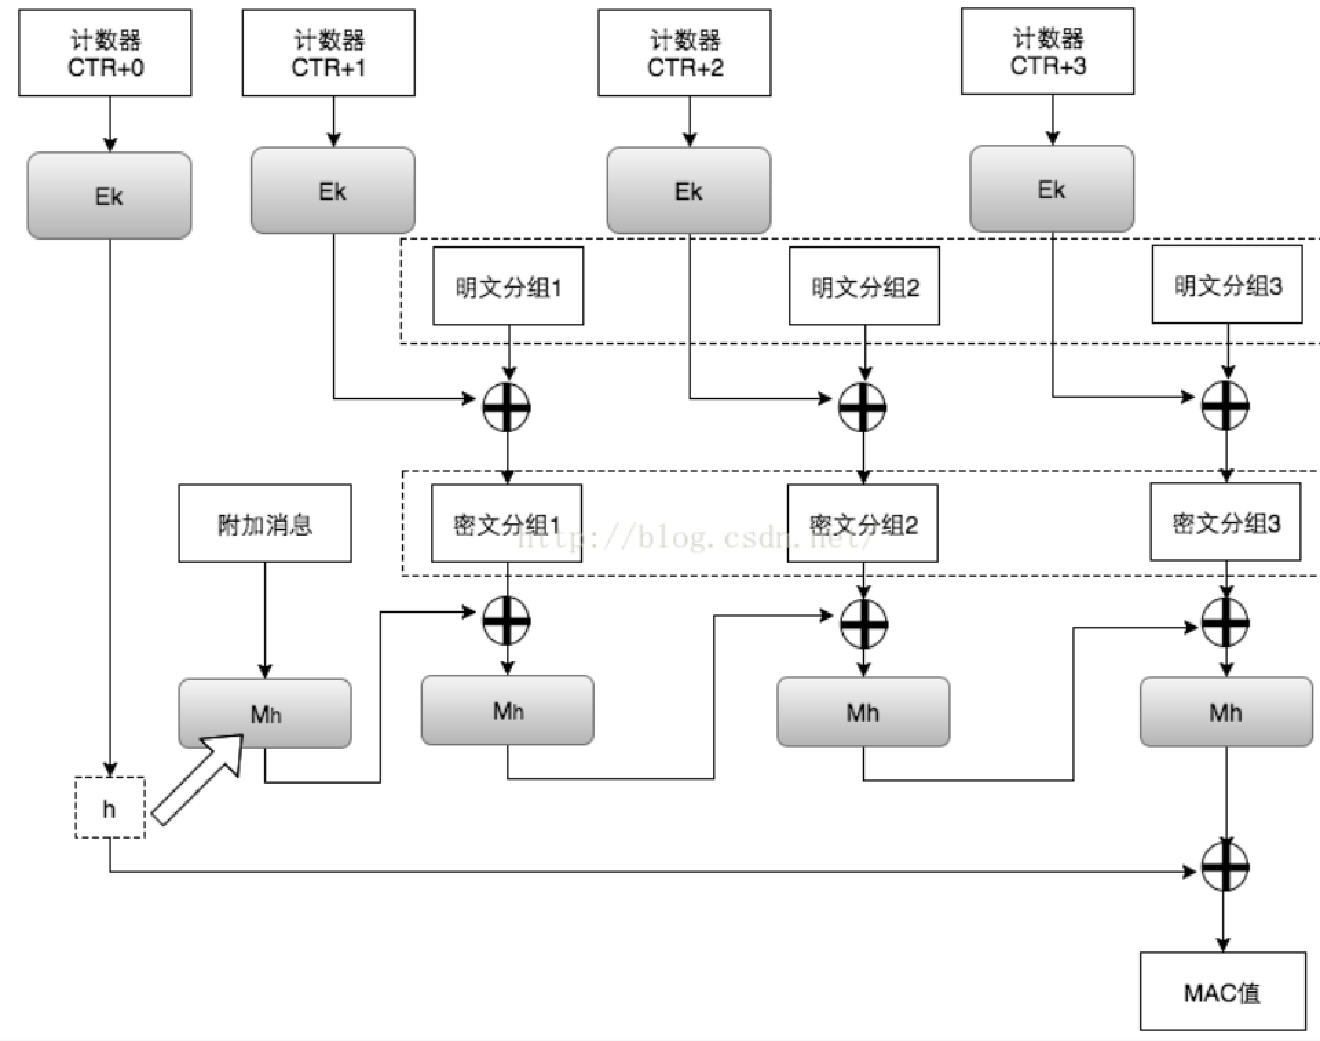 计数器
CTR+0
计数器
CTR+1
计数器
CTR+2
计数器
CTR+3
Ek
Ek
Ek
Ek
明文分组1
明文分组2
明文分组3
附加消息
密文分组1
密文分组2
密文分组3
http://blog.csdn.net/
Mh
Mh
Mh
Mh
h
MAC值